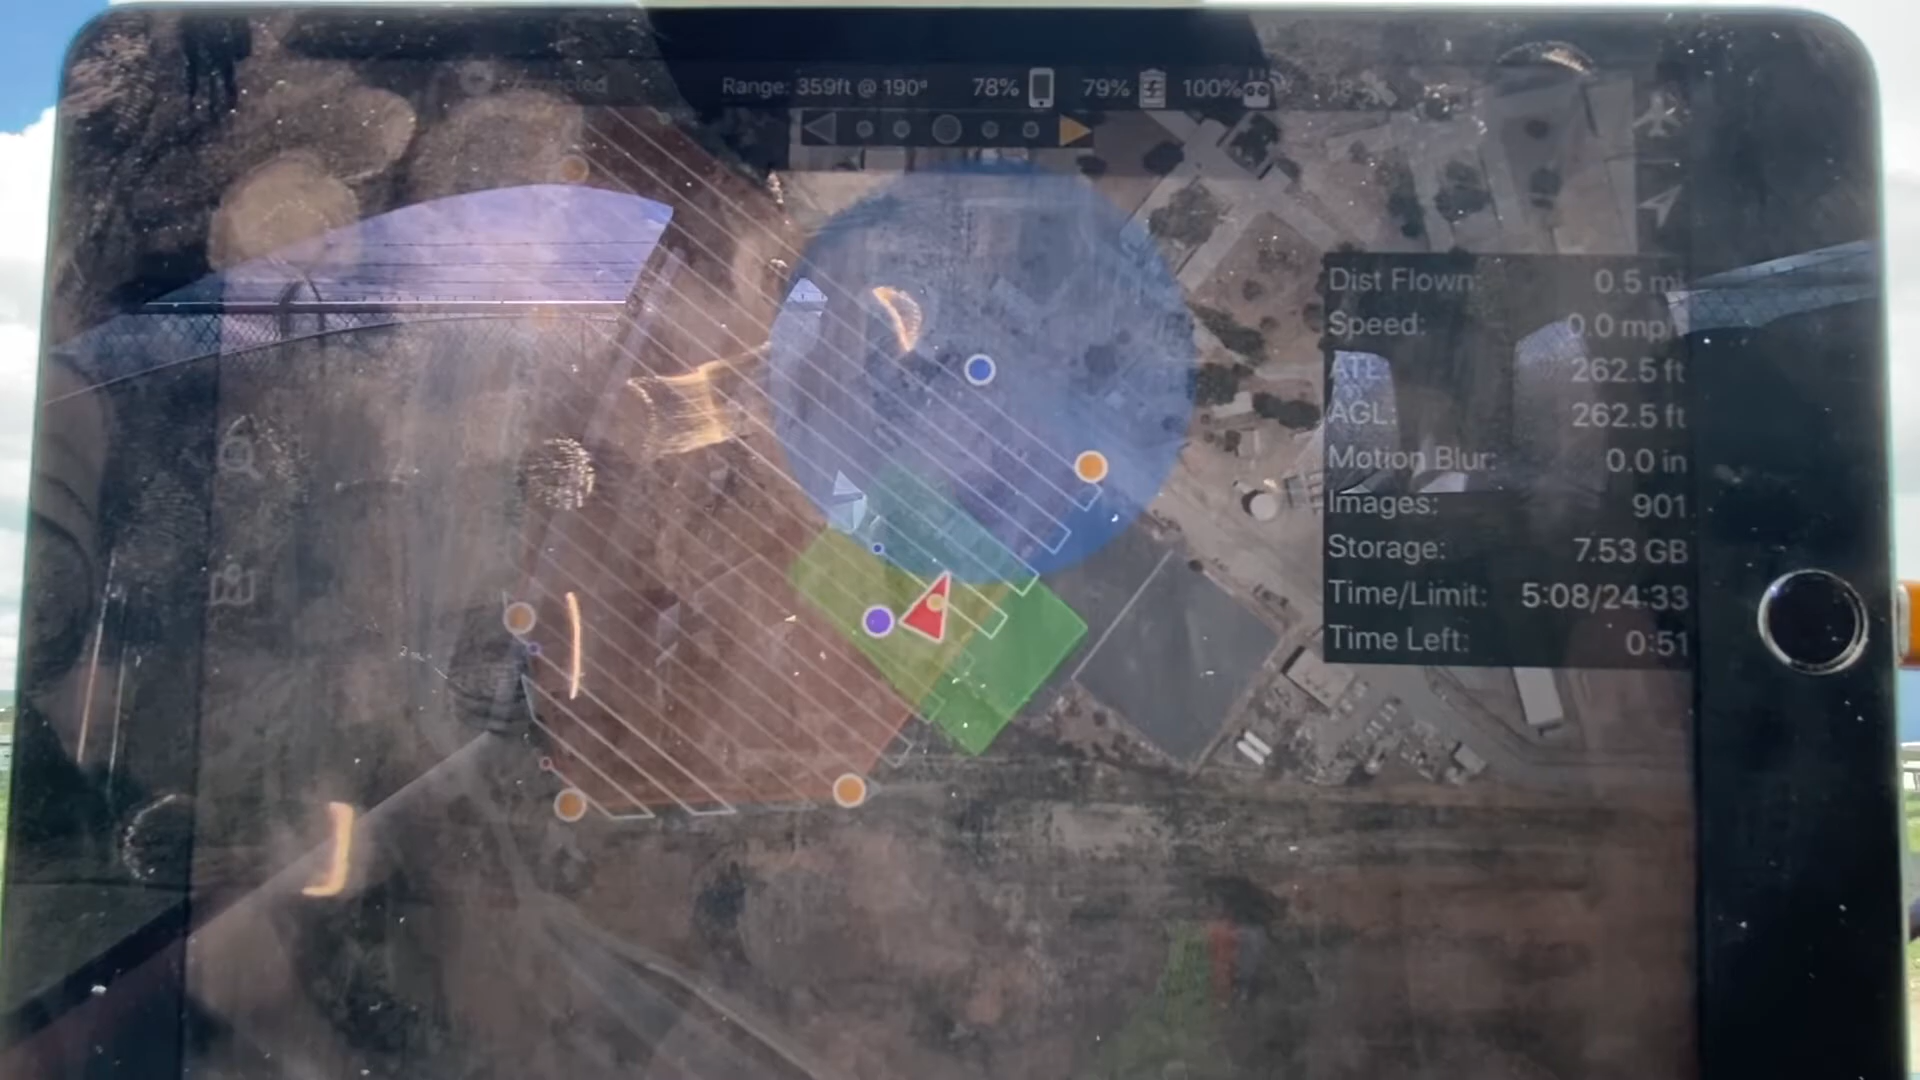 Range: 359ft @ 190° 78% 79% 100% 18
Dist Flown: 0.5 mi
Speed: 0.0 mph
ATL: 262.5 ft
AGL: 262.5 ft
Motion Blur: 0.0 in
Images: 901
Storage: 7.53 GB
Time/Limit: 5:08/24:33
Time Left: 0:51